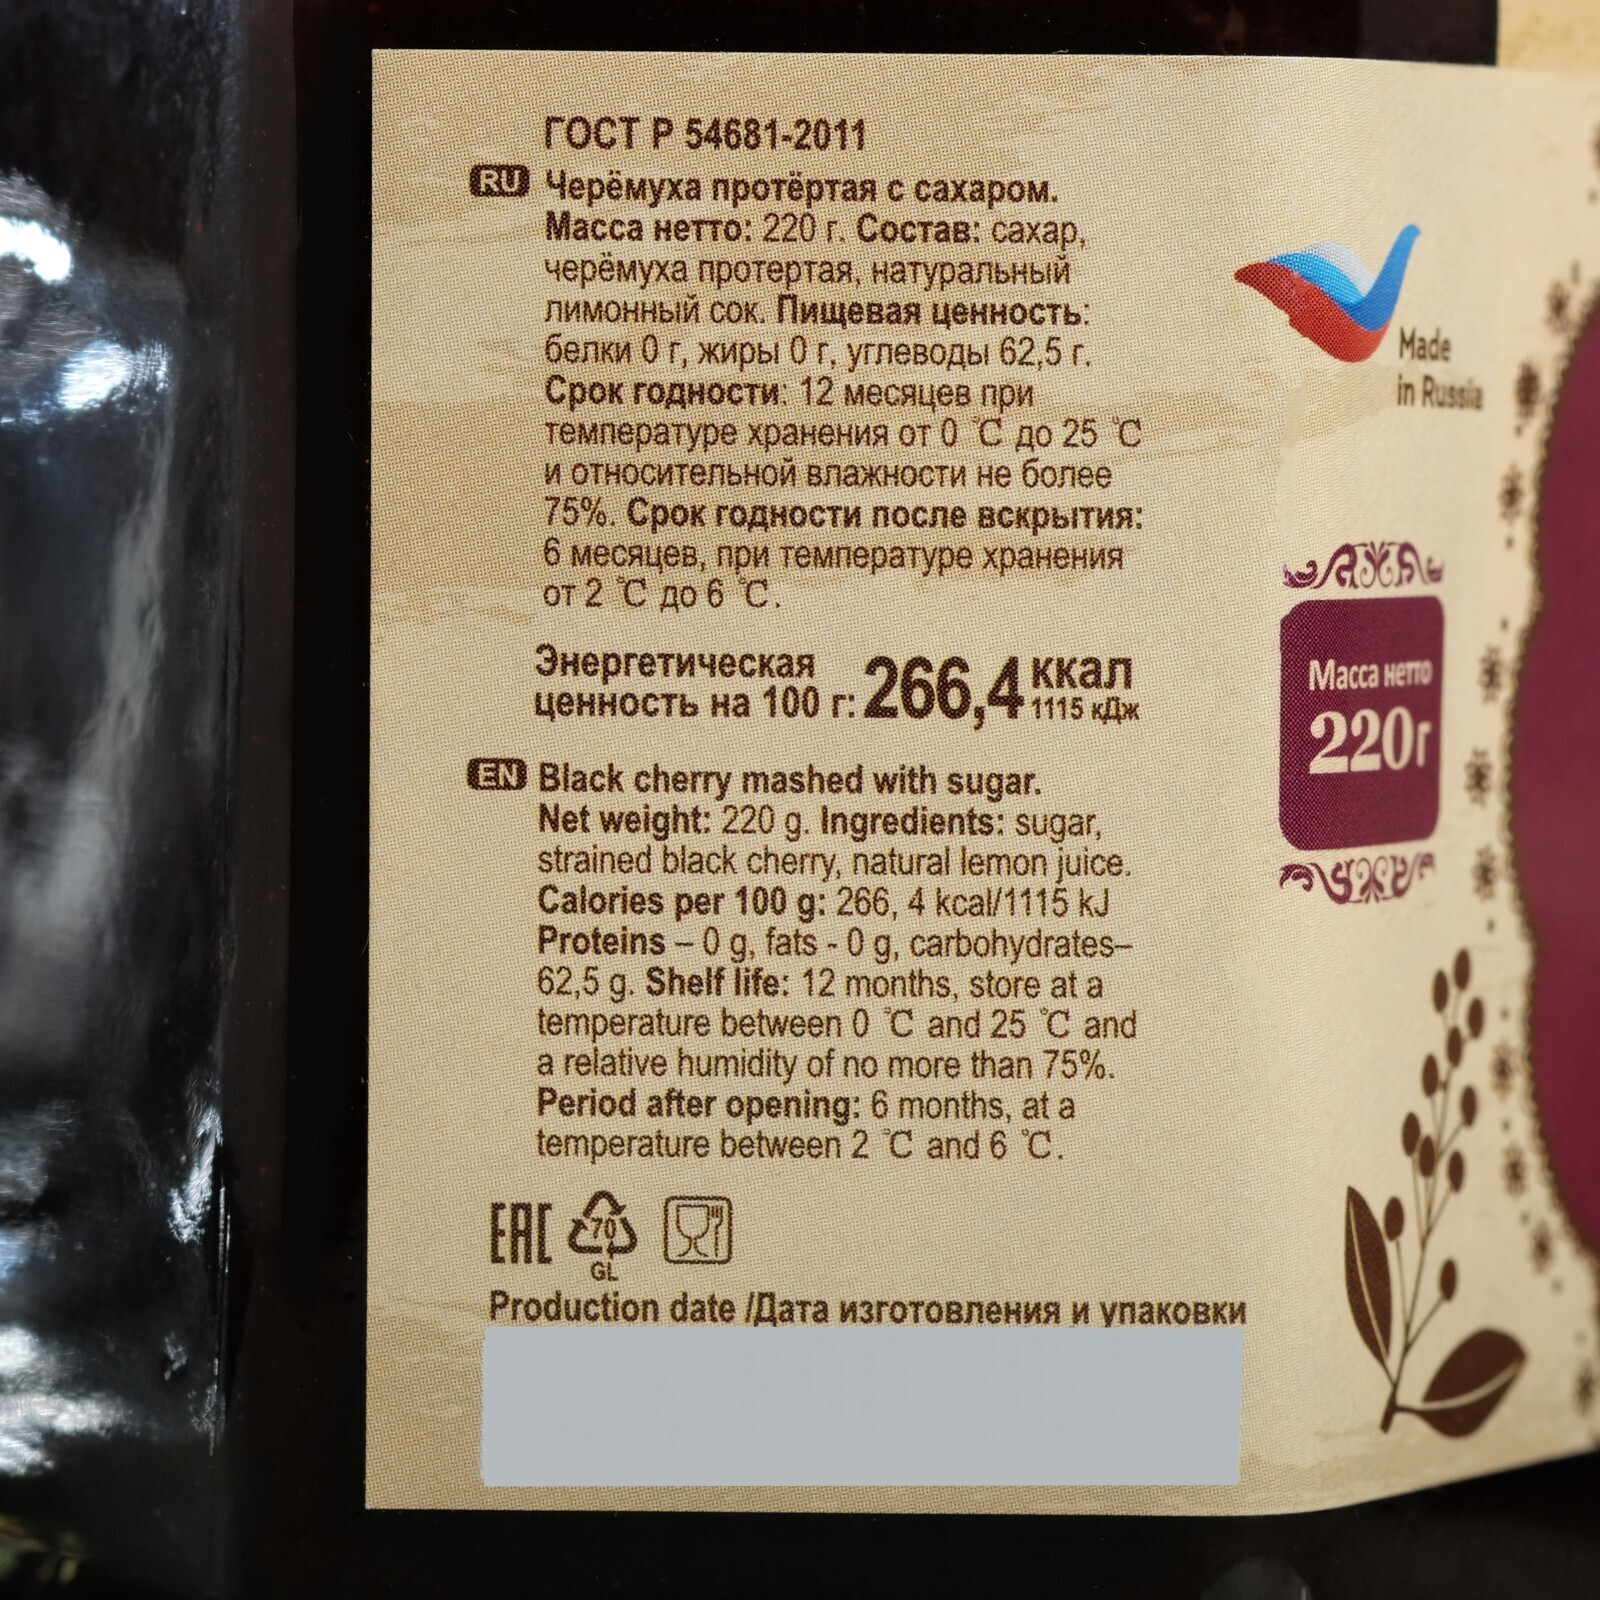 ГОСТ Р 54681-2011
RU Черёмуха протёртая с сахаром.
Масса нетто: 220 г. Состав: сахар,
черёмуха протертая, натуральный
лимонный сок. Пищевая ценность:
белки 0 г, жиры 0 г, углеводы 62,5 г.
Срок годности: 12 месяцев при
температуре хранения от 0 ℃ до 25 ℃
и относительной влажности не более
75%. Срок годности после вскрытия:
6 месяцев, при температуре хранения
от 2 ℃ до 6 ℃.
Энергетическая
ценность на 100 г: 266,4 ккал
1115 кДж
EN Black cherry mashed with sugar.
Net weight: 220 g. Ingredients: sugar,
strained black cherry, natural lemon juice.
Calories per 100 g: 266, 4 kcal/1115 kJ
Proteins – 0 g, fats - 0 g, carbohydrates–
62,5 g. Shelf life: 12 months, store at a
temperature between 0 ℃ and 25 ℃ and
a relative humidity of no more than 75%.
Period after opening: 6 months, at a
temperature between 2 ℃ and 6 ℃.
EAC 70
GL
Production date /Дата изготовления и упаковки
Made
in Russia
Масса нетто
220г